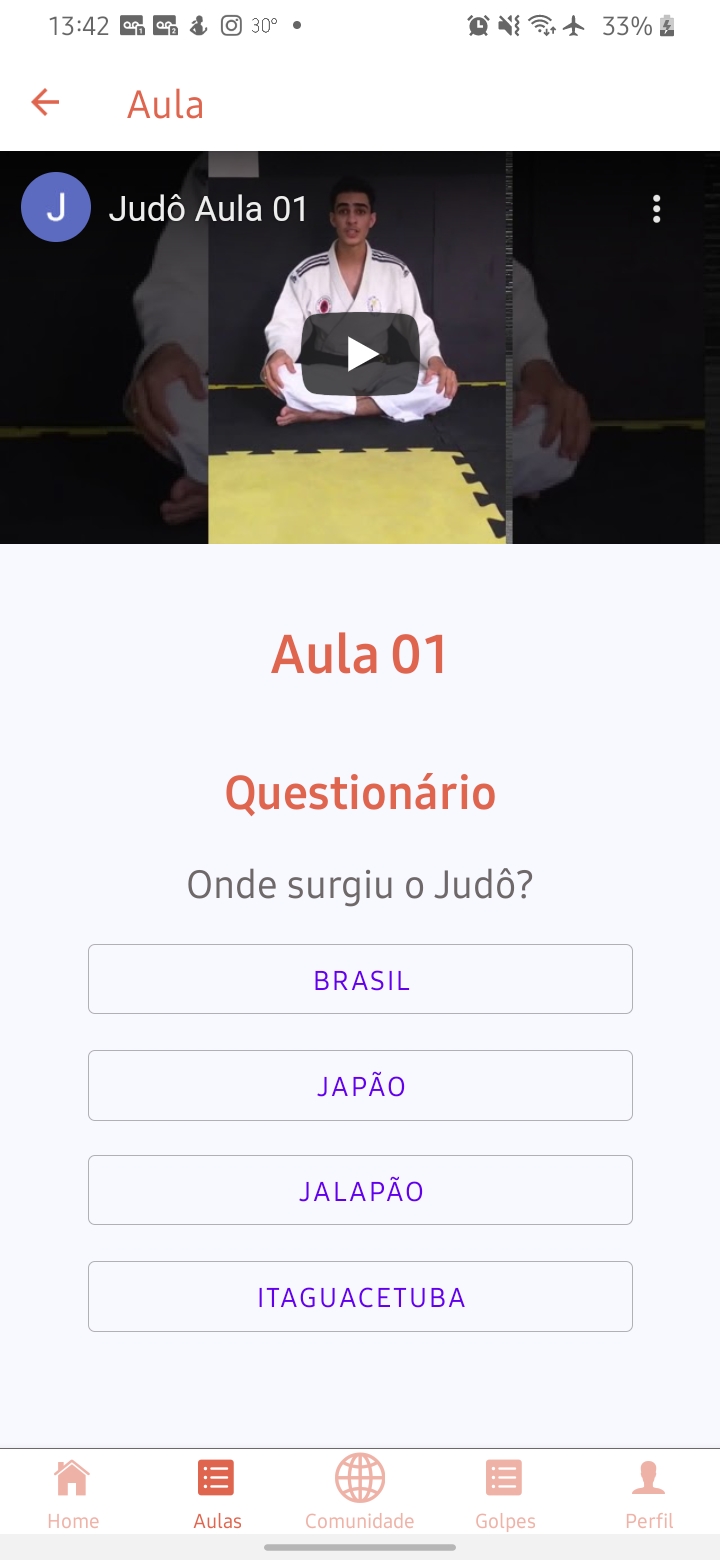 13:42 30° • 33%
Aula
J Judô Aula 01
Aula 01
Questionário
Onde surgiu o Judô?
BRASIL
JAPÃO
JALAPÃO
ITAGUACETUBA
Home Aulas Comunidade Golpes Perfil